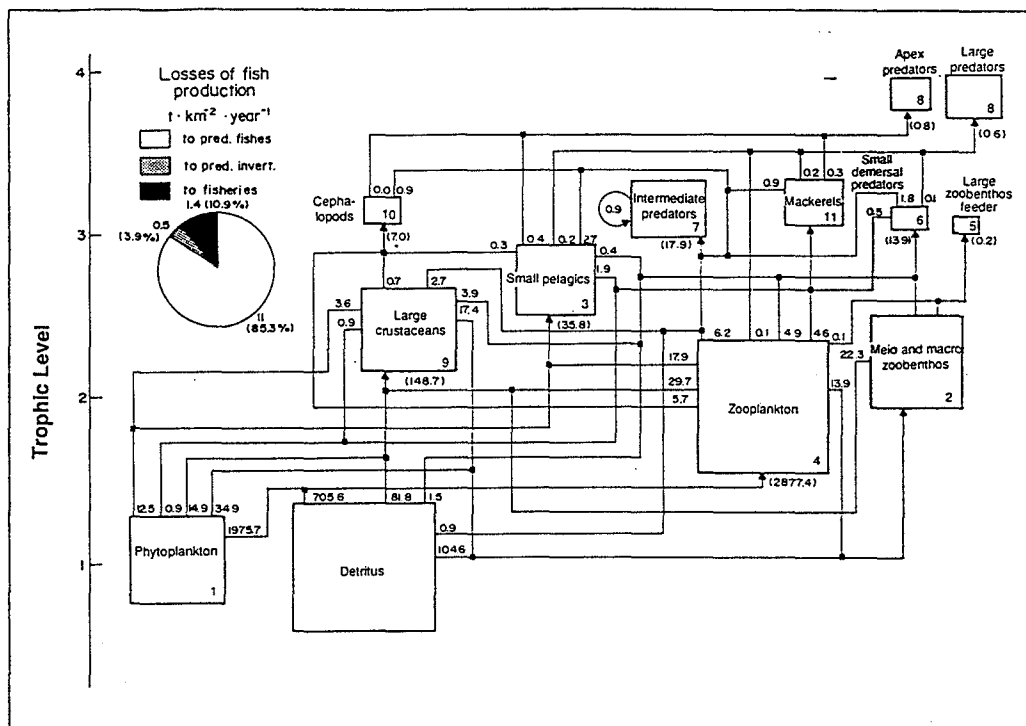 Losses of fish
production
t · km⁻² · year⁻¹
to pred. fishes
to pred. invert.
to fisheries
1.4 (10.9 %)
0.5
(3.9 %)
11
(85.3 %)
Trophic Level
4
3
2
1
Apex
predators
8
(0.8)
Large
predators
8
(0.6)
Cepha-
lopods
0.0
0.9
10
(7.0)
Intermediate
predators
7
0.9
(17.9)
0.2
0.3
0.9
Mackerels
11
Small
demersal
predators
1.8
0.1
0.5
6
(13.9)
Large
zoobenthos
feeder
5
(0.2)
0.3
0.4
0.2
27
0.4
1.9
Small pelagics
3
(35.8)
0.7
2.7
3.6
0.9
3.9
17.4
Large
crustaceans
9
(148.7)
6.2
0.1
4.9
46
0.1
17.9
29.7
5.7
13.9
Zooplankton
4
(2877.4)
22.3
Meio and macro
zoobenthos
2
12.5
0.9
14.9
34.9
1975.7
Phytoplankton
1
705.6
81.8
1.5
0.9
104.6
Detritus